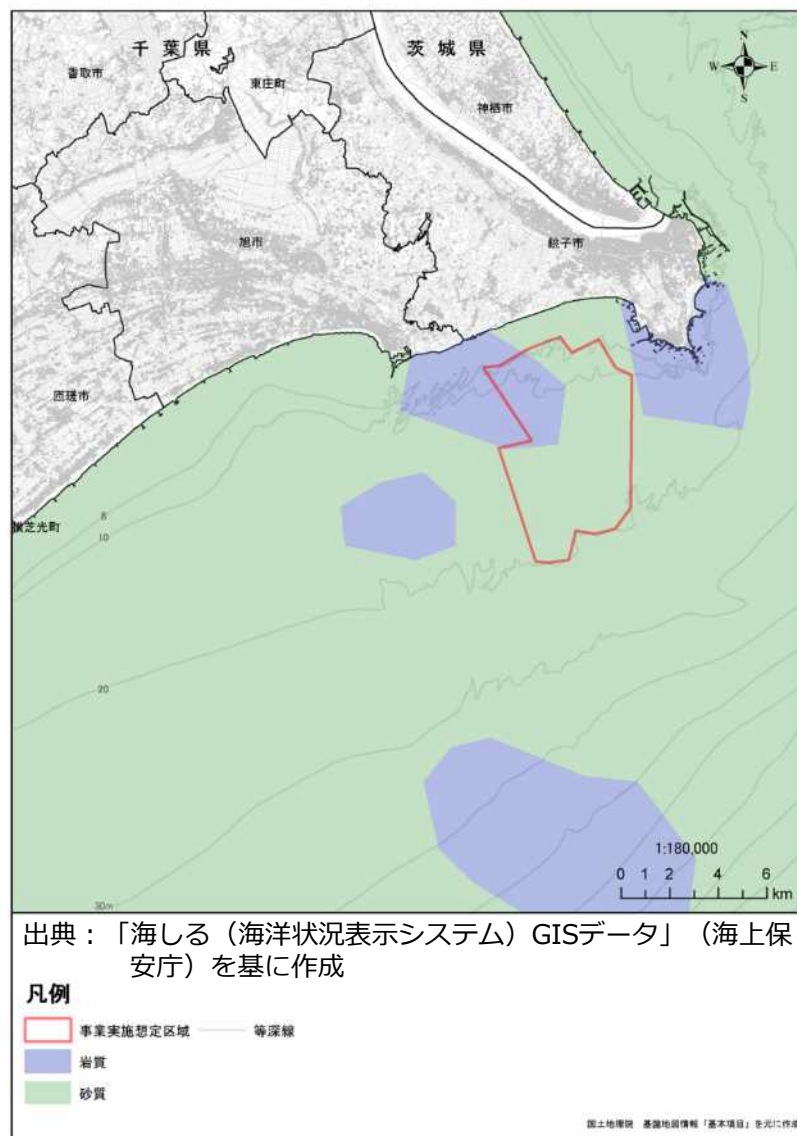 千葉県
茨城県
N
W
E
S
香取市
東庄町
神栖市
旭市
銚子市
匝瑳市
横芝光町
8
10
20
30m
1:180,000
0 1 2 4 6
km
出典：「海しる（海洋状況表示システム）GISデータ」（海上保
安庁）を基に作成
凡例
事業実施想定区域
等深線
岩質
砂質
国土地理院 基盤地図情報「基本項目」を元に作成